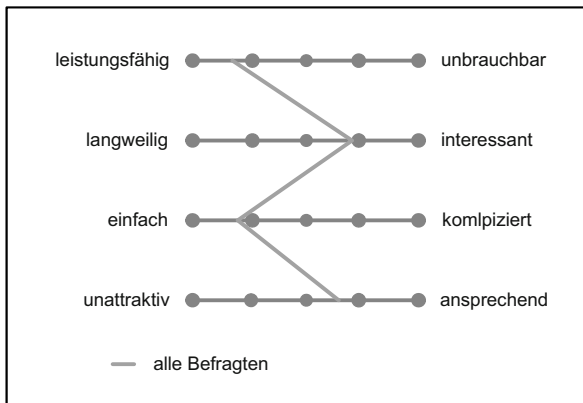 leistungsfähig unbrauchbar
langweilig interessant
einfach komlpiziert
unattraktiv ansprechend
alle Befragten